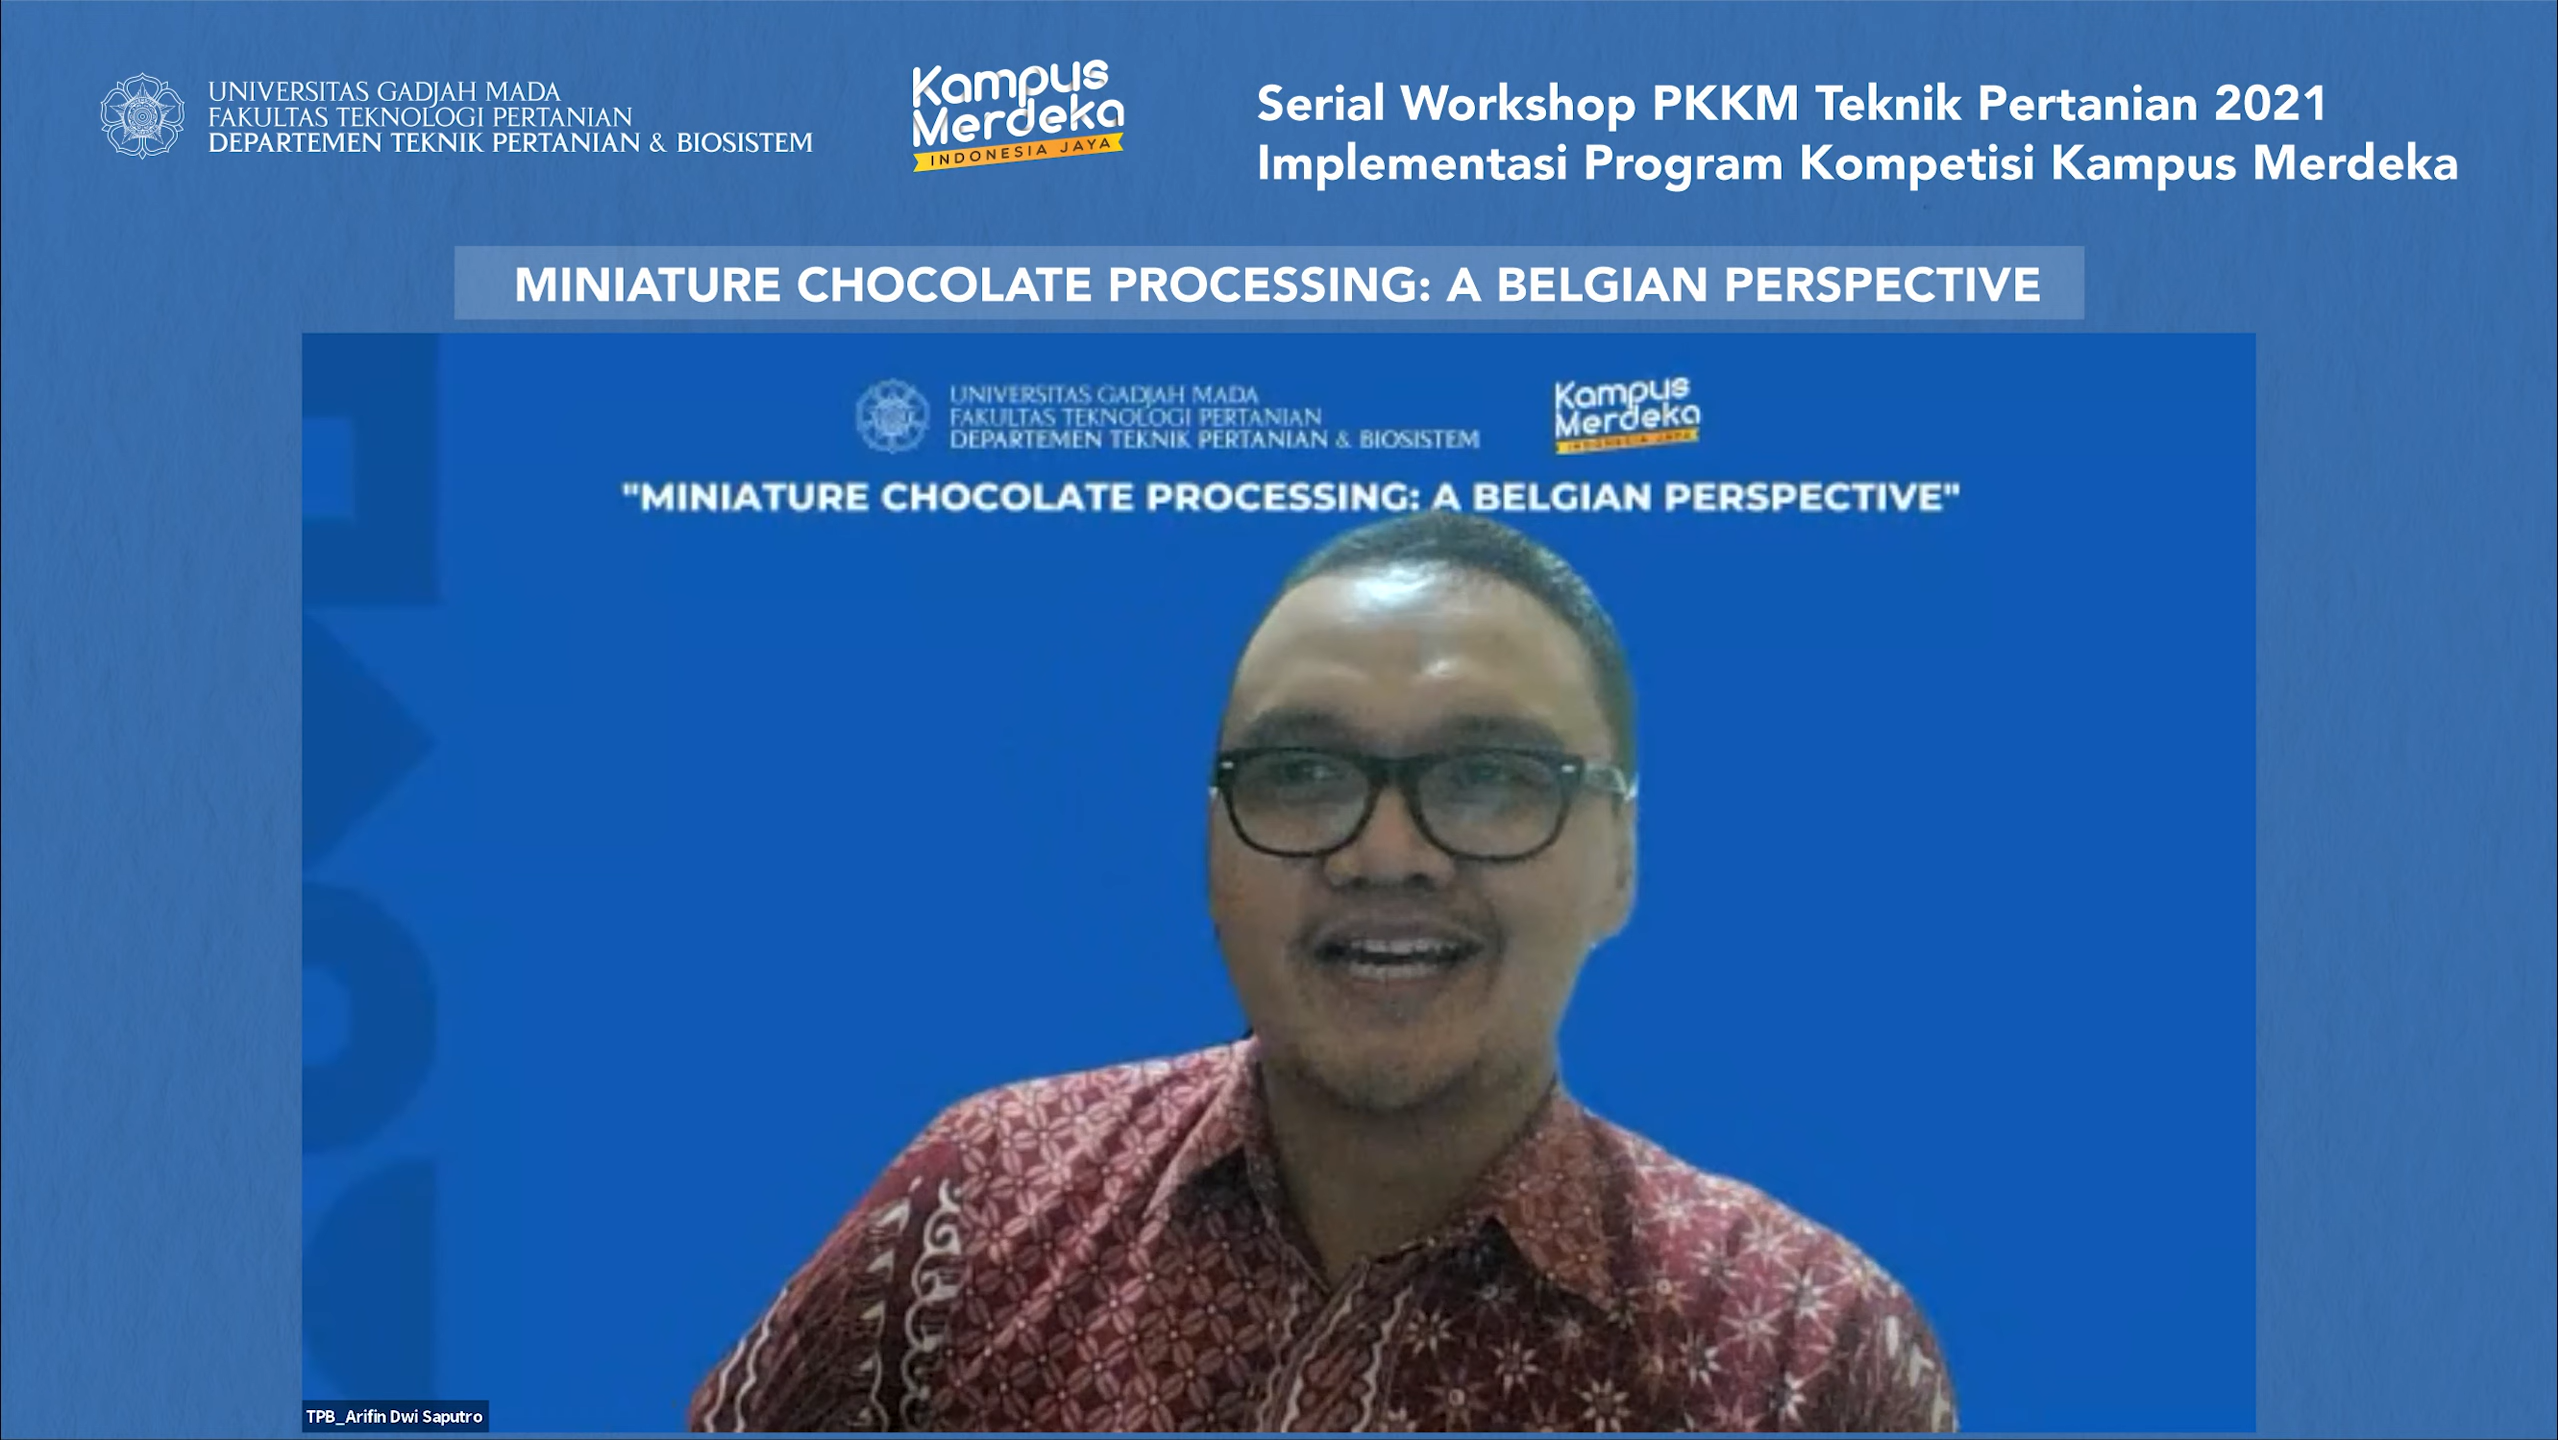 UNIVERSITAS GADJAH MADA
FAKULTAS TEKNOLOGI PERTANIAN
DEPARTEMEN TEKNIK PERTANIAN & BIOSISTEM
Kampus
Merdeka
INDONESIA JAYA
Serial Workshop PKKM Teknik Pertanian 2021
Implementasi Program Kompetisi Kampus Merdeka
MINIATURE CHOCOLATE PROCESSING: A BELGIAN PERSPECTIVE
UNIVERSITAS GADJAH MADA
FAKULTAS TEKNOLOGI PERTANIAN
DEPARTEMEN TEKNIK PERTANIAN & BIOSISTEM
Kampus
Merdeka
INDONESIA JAYA
"MINIATURE CHOCOLATE PROCESSING: A BELGIAN PERSPECTIVE"
TPB_Arifin Dwi Saputro